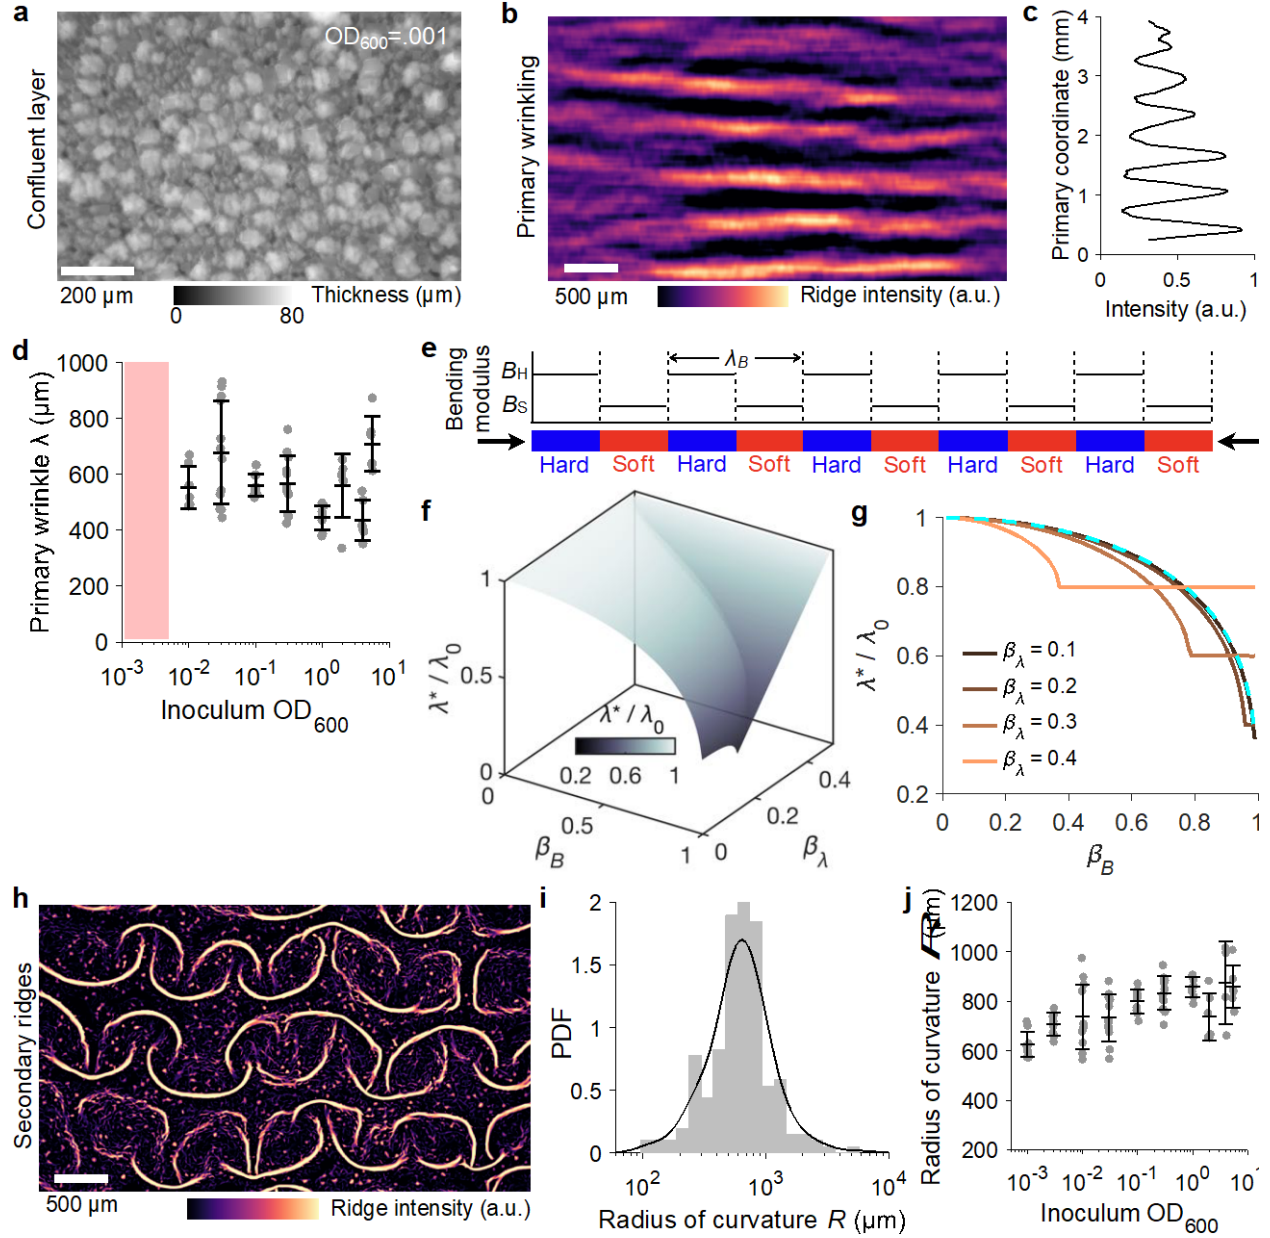 a
OD600=.001
Confluent layer
200 µm
Thickness (µm)
0
80
b
Primary wrinkling
500 µm
Ridge intensity (a.u.)
c
Primary coordinate (mm)
4
3
2
1
0
0
0.5
1
Intensity (a.u.)
d
Primary wrinkle λ (µm)
1000
800
600
400
200
0
10⁻³
10⁻²
10⁻¹
10⁰
10¹
Inoculum OD600
e
Bending
modulus
BH
BS
λB
Hard Soft Hard Soft Hard Soft Hard Soft Hard Soft
f
λ* / λ0
1
0.5
0
λ* / λ0
0.2 0.6 1
0
0.5
1
βB
0
0.2
0.4
βλ
g
λ* / λ0
1
0.8
0.6
0.4
0.2
βλ = 0.1
βλ = 0.2
βλ = 0.3
βλ = 0.4
0 0.2 0.4 0.6 0.8 1
βB
h
Secondary ridges
500 µm
Ridge intensity (a.u.)
i
PDF
2
1.5
1
0.5
0
10²
10³
10⁴
Radius of curvature R (µm)
j
Radius of curvature R (µm)
1200
1000
800
600
400
200
10⁻³
10⁻²
10⁻¹
10⁰
10¹
Inoculum OD600